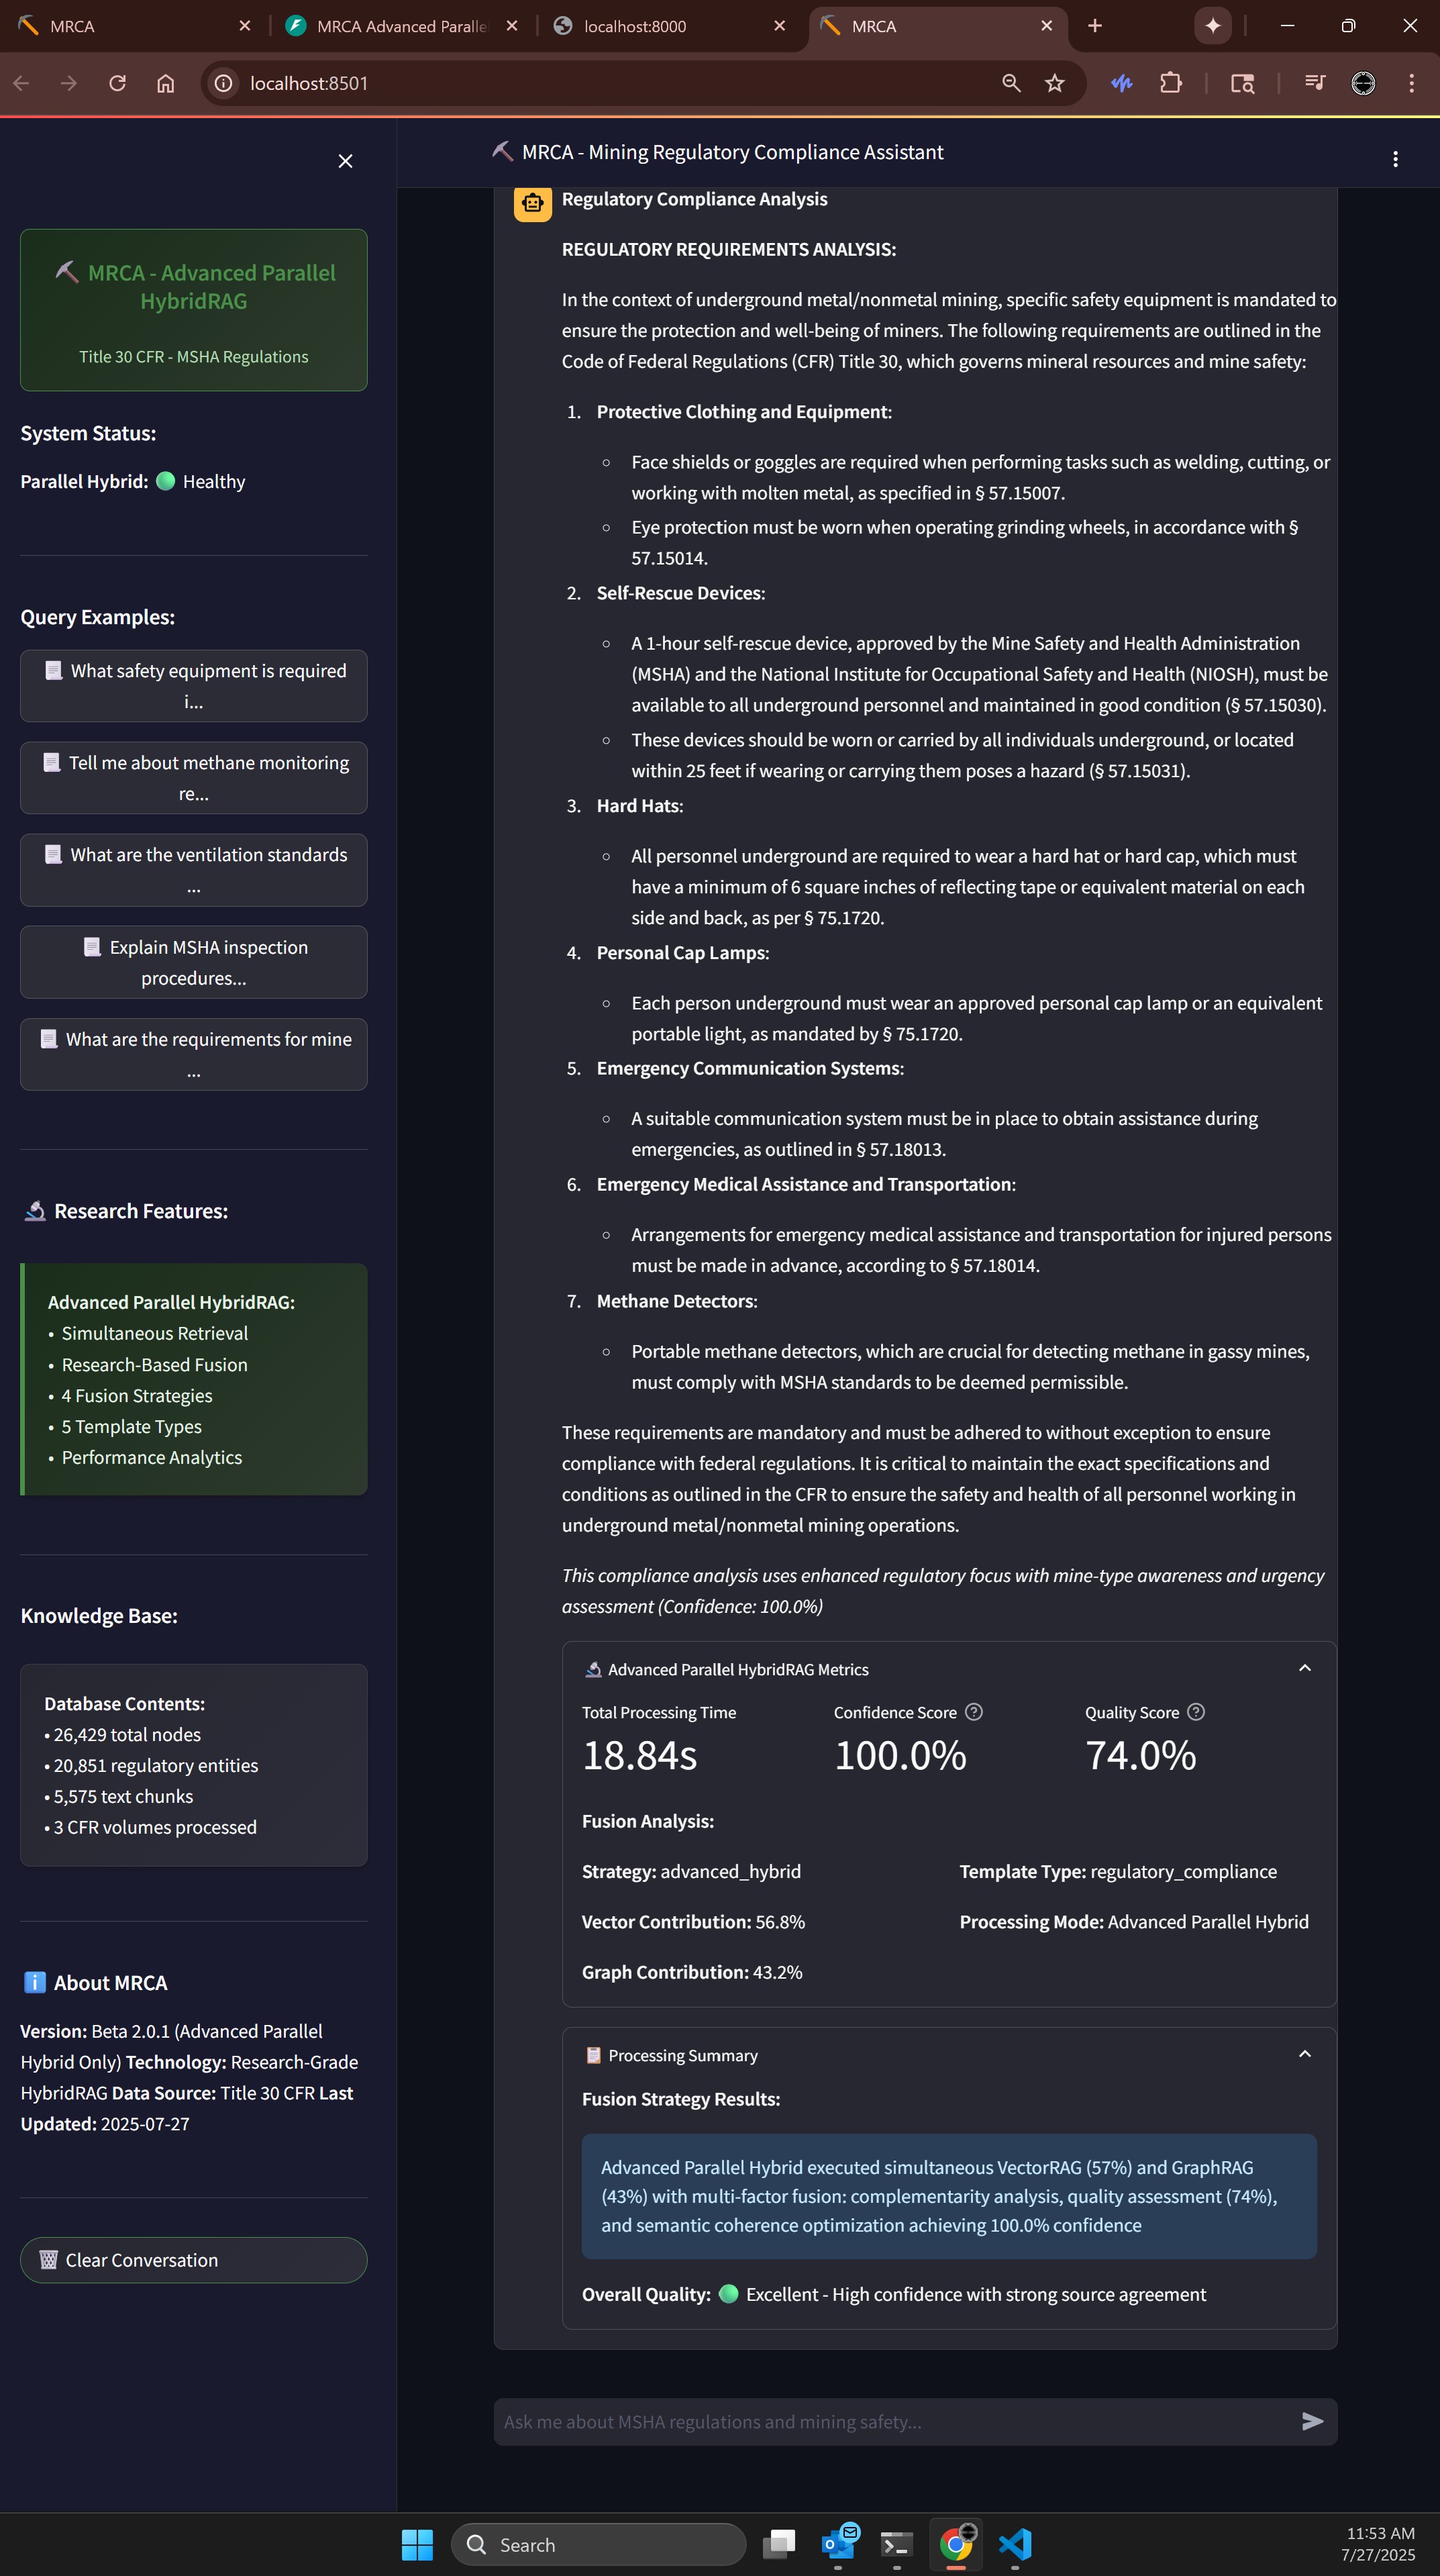 MRCA
MRCA Advanced Paralle
localhost:8000
MRCA
localhost:8501
MRCA - Advanced Parallel
HybridRAG
Title 30 CFR - MSHA Regulations
System Status:
Parallel Hybrid: Healthy
Query Examples:
What safety equipment is required
i...
Tell me about methane monitoring
re...
What are the ventilation standards
...
Explain MSHA inspection
procedures...
What are the requirements for mine
...
Research Features:
Advanced Parallel HybridRAG:
• Simultaneous Retrieval
• Research-Based Fusion
• 4 Fusion Strategies
• 5 Template Types
• Performance Analytics
Knowledge Base:
Database Contents:
• 26,429 total nodes
• 20,851 regulatory entities
• 5,575 text chunks
• 3 CFR volumes processed
About MRCA
Version: Beta 2.0.1 (Advanced Parallel
Hybrid Only) Technology: Research-Grade
HybridRAG Data Source: Title 30 CFR Last
Updated: 2025-07-27
Clear Conversation
MRCA - Mining Regulatory Compliance Assistant
Regulatory Compliance Analysis
REGULATORY REQUIREMENTS ANALYSIS:
In the context of underground metal/nonmetal mining, specific safety equipment is mandated to
ensure the protection and well-being of miners. The following requirements are outlined in the
Code of Federal Regulations (CFR) Title 30, which governs mineral resources and mine safety:
1. Protective Clothing and Equipment:
Face shields or goggles are required when performing tasks such as welding, cutting, or
working with molten metal, as specified in § 57.15007.
Eye protection must be worn when operating grinding wheels, in accordance with §
57.15014.
2. Self-Rescue Devices:
A 1-hour self-rescue device, approved by the Mine Safety and Health Administration
(MSHA) and the National Institute for Occupational Safety and Health (NIOSH), must be
available to all underground personnel and maintained in good condition (§ 57.15030).
These devices should be worn or carried by all individuals underground, or located
within 25 feet if wearing or carrying them poses a hazard (§ 57.15031).
3. Hard Hats:
All personnel underground are required to wear a hard hat or hard cap, which must
have a minimum of 6 square inches of reflecting tape or equivalent material on each
side and back, as per § 75.1720.
4. Personal Cap Lamps:
Each person underground must wear an approved personal cap lamp or an equivalent
portable light, as mandated by § 75.1720.
5. Emergency Communication Systems:
A suitable communication system must be in place to obtain assistance during
emergencies, as outlined in § 57.18013.
6. Emergency Medical Assistance and Transportation:
Arrangements for emergency medical assistance and transportation for injured persons
must be made in advance, according to § 57.18014.
7. Methane Detectors:
Portable methane detectors, which are crucial for detecting methane in gassy mines,
must comply with MSHA standards to be deemed permissible.
These requirements are mandatory and must be adhered to without exception to ensure
compliance with federal regulations. It is critical to maintain the exact specifications and
conditions as outlined in the CFR to ensure the safety and health of all personnel working in
underground metal/nonmetal mining operations.
This compliance analysis uses enhanced regulatory focus with mine-type awareness and urgency
assessment (Confidence: 100.0%)
Advanced Parallel HybridRAG Metrics
Total Processing Time
18.84s
Confidence Score
100.0%
Quality Score
74.0%
Fusion Analysis:
Strategy: advanced_hybrid
Template Type: regulatory_compliance
Vector Contribution: 56.8%
Processing Mode: Advanced Parallel Hybrid
Graph Contribution: 43.2%
Processing Summary
Fusion Strategy Results:
Advanced Parallel Hybrid executed simultaneous VectorRAG (57%) and GraphRAG
(43%) with multi-factor fusion: complementarity analysis, quality assessment (74%),
and semantic coherence optimization achieving 100.0% confidence
Overall Quality: Excellent - High confidence with strong source agreement
Ask me about MSHA regulations and mining safety...
Search
11:53 AM
7/27/2025